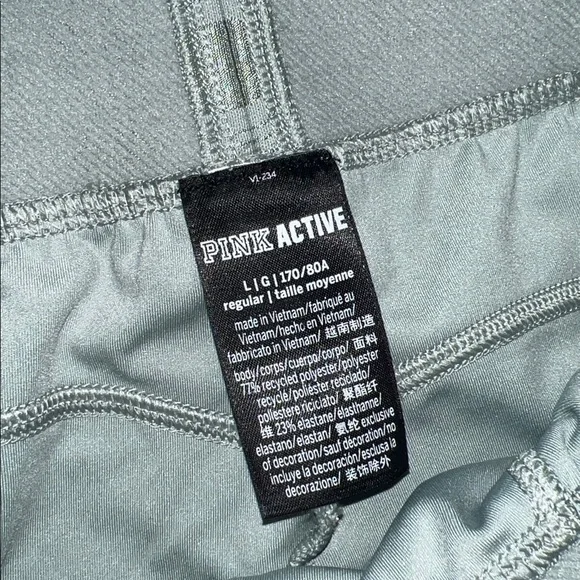 V1-234
PINK ACTIVE
L | G | 170/80A
regular | taille moyenne
made in Vietnam/fabriqué au
Vietnam/hecho en Vietnam/
fabbricato in Vietnam/ 越南制造
body/corps/cuerpo/corpo/ 面料
77% recycled polyester/polyester
recyclé/poliéster reciclado/
poliestere riciclato/ 聚酯纤
维 23% elastane/élasthanne/
elastano/elastan/ 氨纶 exclusive
of decoration/sauf décoration/no
incluye la decoración/esclusa la
decorazione/ 装饰除外